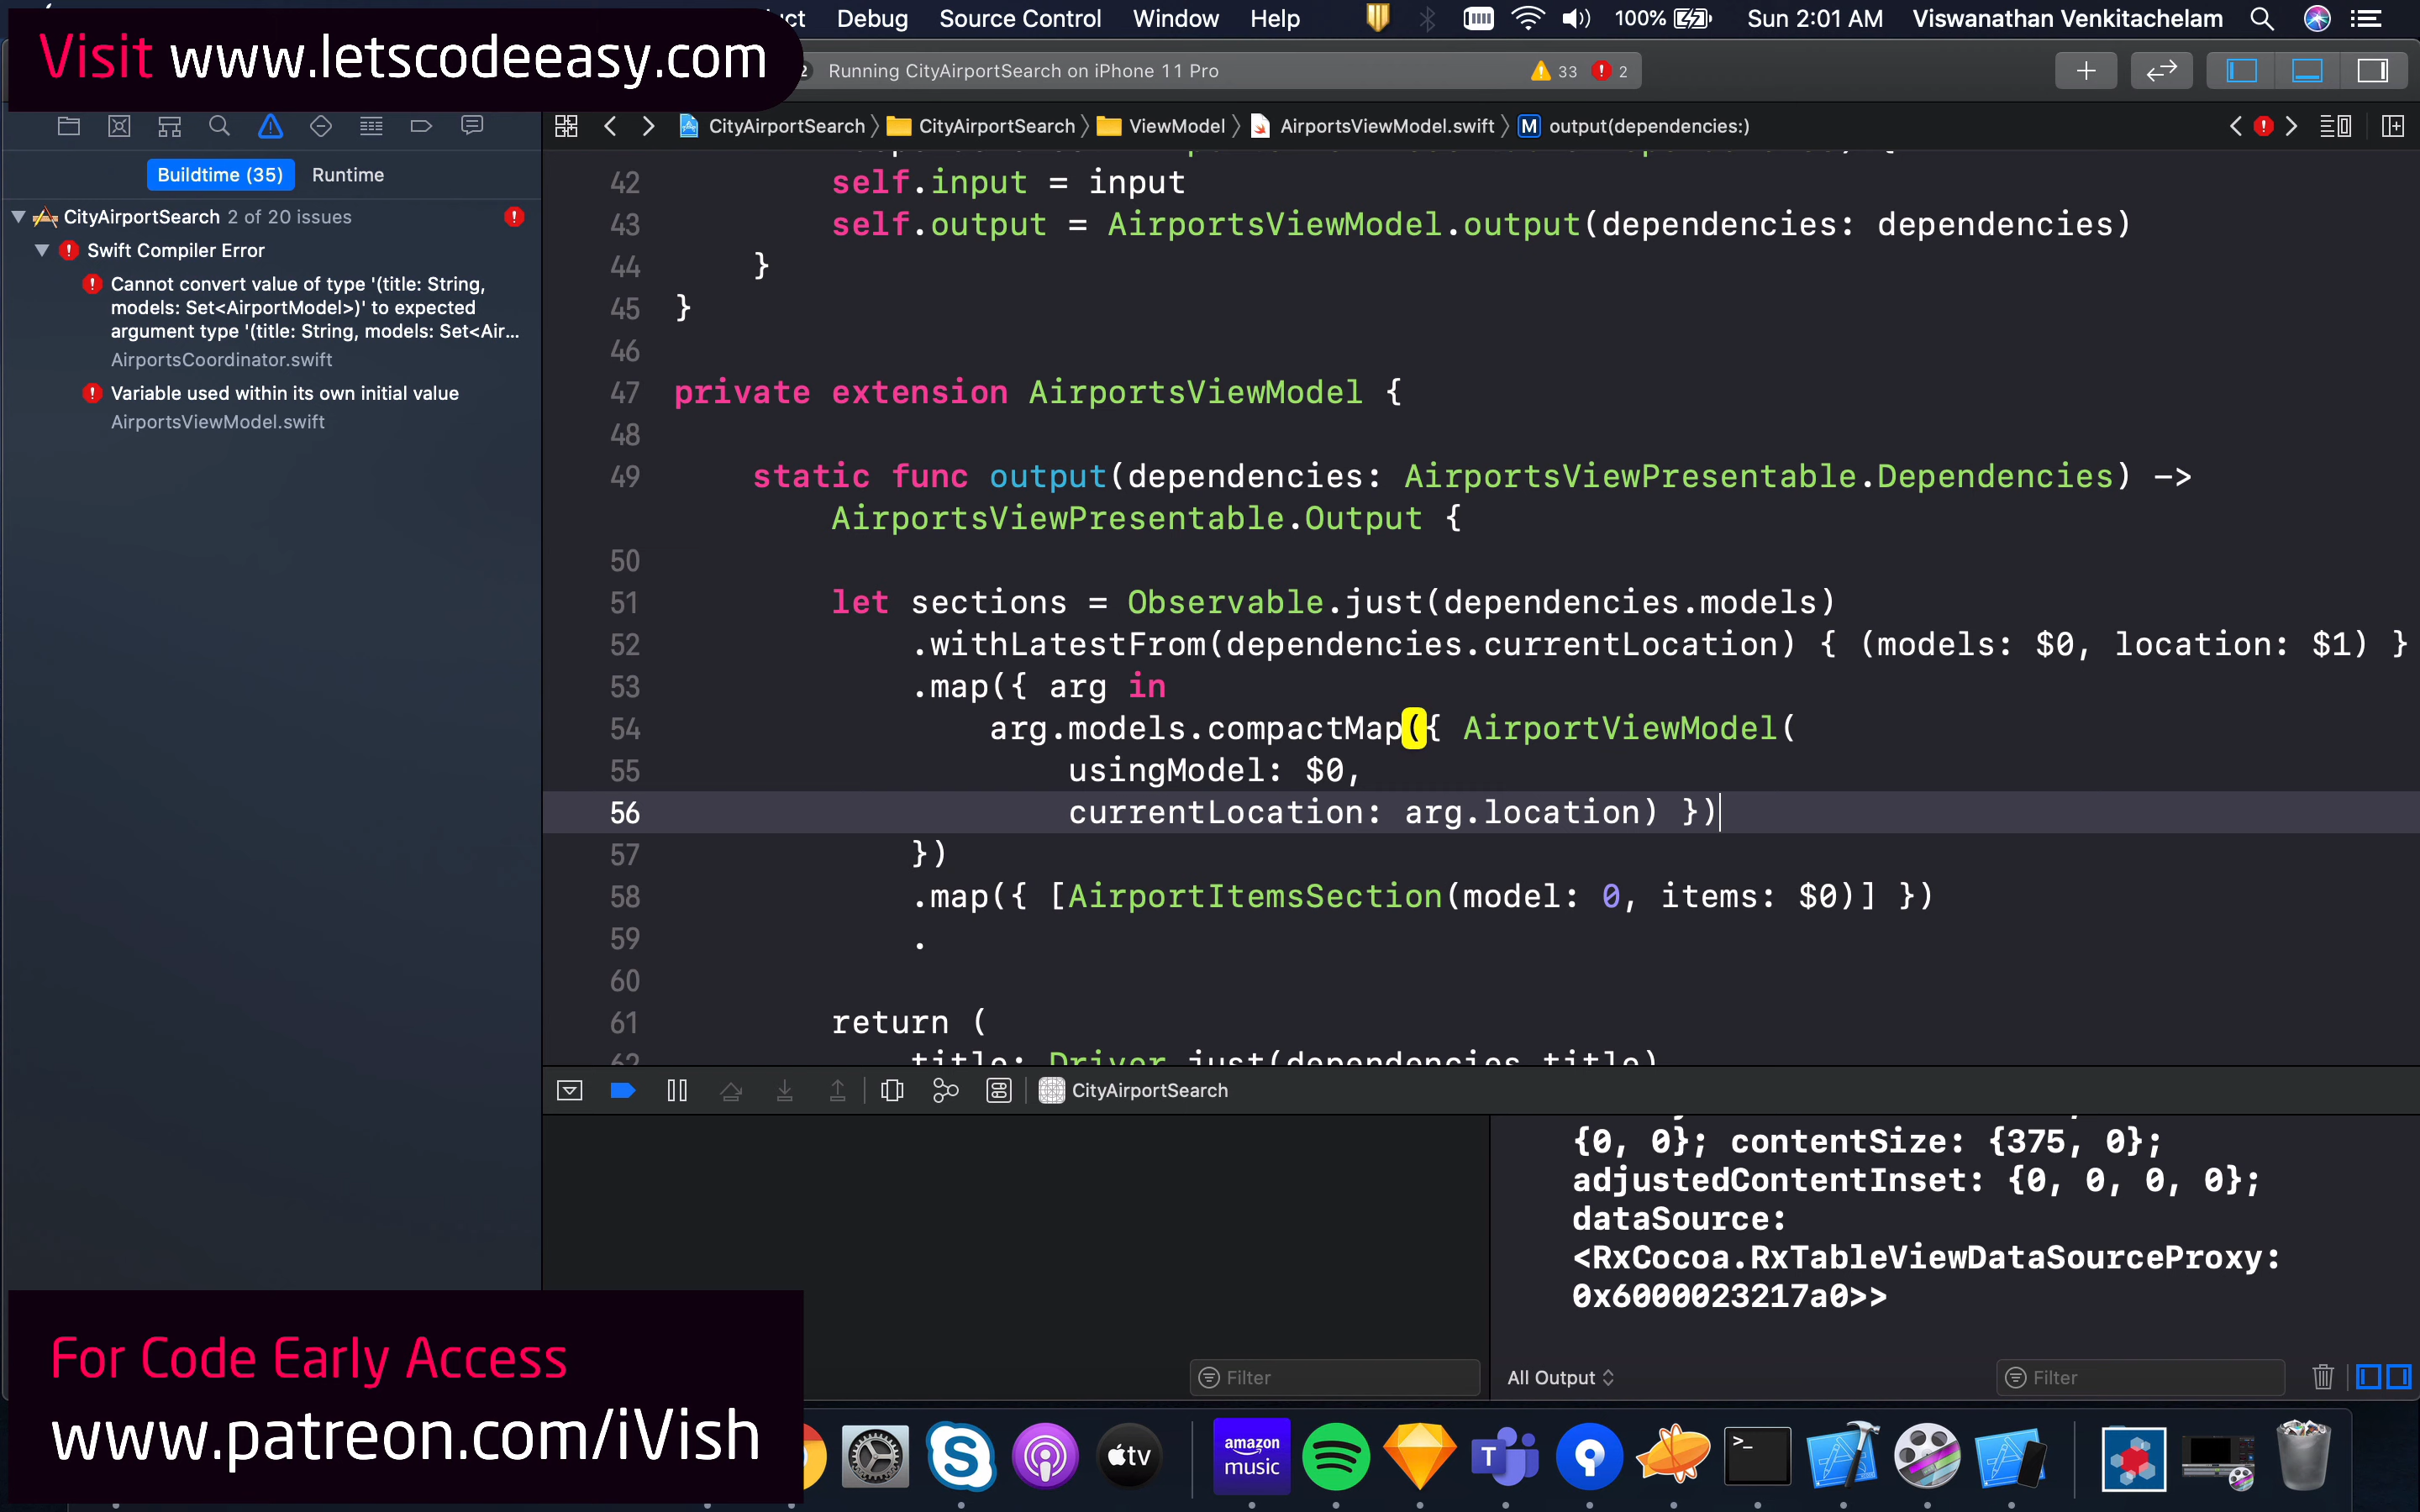 Visit www.letscodeeasy.com
Debug Source Control Window Help 100% Sun 2:01 AM Viswanathan Venkitachelam
Running CityAirportSearch on iPhone 11 Pro 33 2
CityAirportSearch CityAirportSearch ViewModel AirportsViewModel.swift M output(dependencies:)
Buildtime (35) Runtime
CityAirportSearch 2 of 20 issues
Swift Compiler Error
Cannot convert value of type '(title: String,
models: Set<AirportModel>)' to expected
argument type '(title: String, models: Set<Air...
AirportsCoordinator.swift
Variable used within its own initial value
AirportsViewModel.swift
42 self.input = input
43 self.output = AirportsViewModel.output(dependencies: dependencies)
44 }
45 }
46
47 private extension AirportsViewModel {
48
49 static func output(dependencies: AirportsViewPresentable.Dependencies) ->
AirportsViewPresentable.Output {
50
51 let sections = Observable.just(dependencies.models)
52 .withLatestFrom(dependencies.currentLocation) { (models: $0, location: $1) }
53 .map({ arg in
54 arg.models.compactMap({ AirportViewModel(
55 usingModel: $0,
56 currentLocation: arg.location) })
57 })
58 .map({ [AirportItemsSection(model: 0, items: $0)] })
59 .
60
61 return (
62 title: Driver.just(dependencies.title)
CityAirportSearch
{0, 0}; contentSize: {375, 0};
adjustedContentInset: {0, 0, 0, 0};
dataSource:
<RxCocoa.RxTableViewDataSourceProxy:
0x6000023217a0>>
Filter
All Output
Filter
For Code Early Access
www.patreon.com/iVish
tv
amazon
music
T